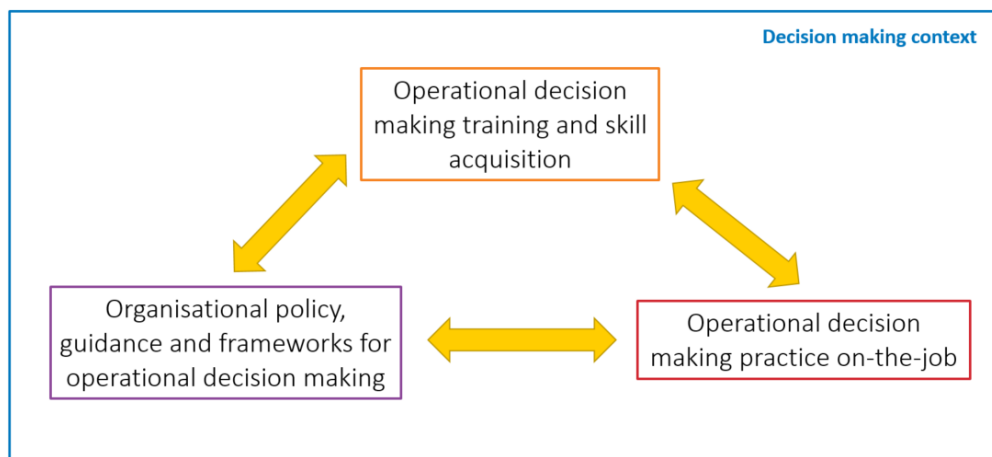 Decision making context
Operational decision
making training and skill
acquisition
Organisational policy,
guidance and frameworks for
operational decision making
Operational decision
making practice on-the-job